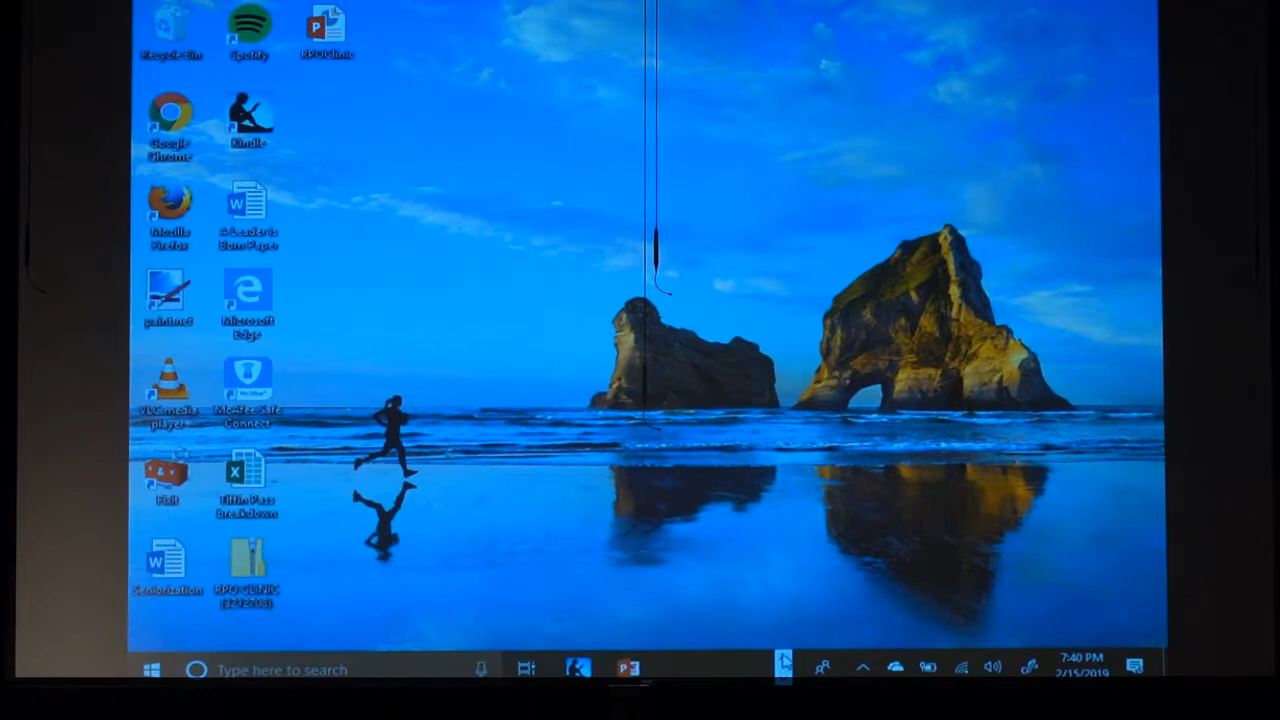 Recycle Bin
Spotify
RPOClinic
Google
Chrome
Kindle
Mozilla
Firefox
A Leader is
Born Paper
paint.net
Microsoft
Edge
VLC media
player
McAfee Safe
Connect
Tiffin Pass
breakdown
Seniorization
RPO CLINIC
(3212703)
Type here to search
7:40 PM
2/15/2019